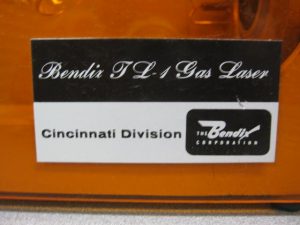 Bendix TL-1 Gas Laser
Cincinnati Division
THE Bendix
CORPORATION